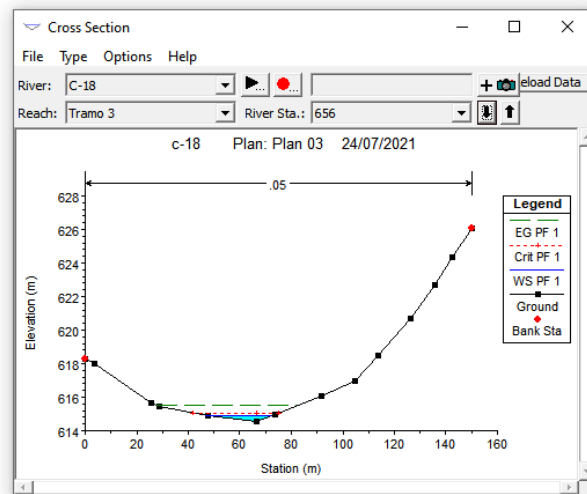 Cross Section
File Type Options Help
River: C-18 eload Data
Reach: Tramo 3 River Sta.: 656
c-18 Plan: Plan 03 24/07/2021
.05
Legend
EG PF 1
Crit PF 1
WS PF 1
Ground
Bank Sta
628
626
624
622
620
618
616
614
Elevation (m)
0 20 40 60 80 100 120 140 160
Station (m)